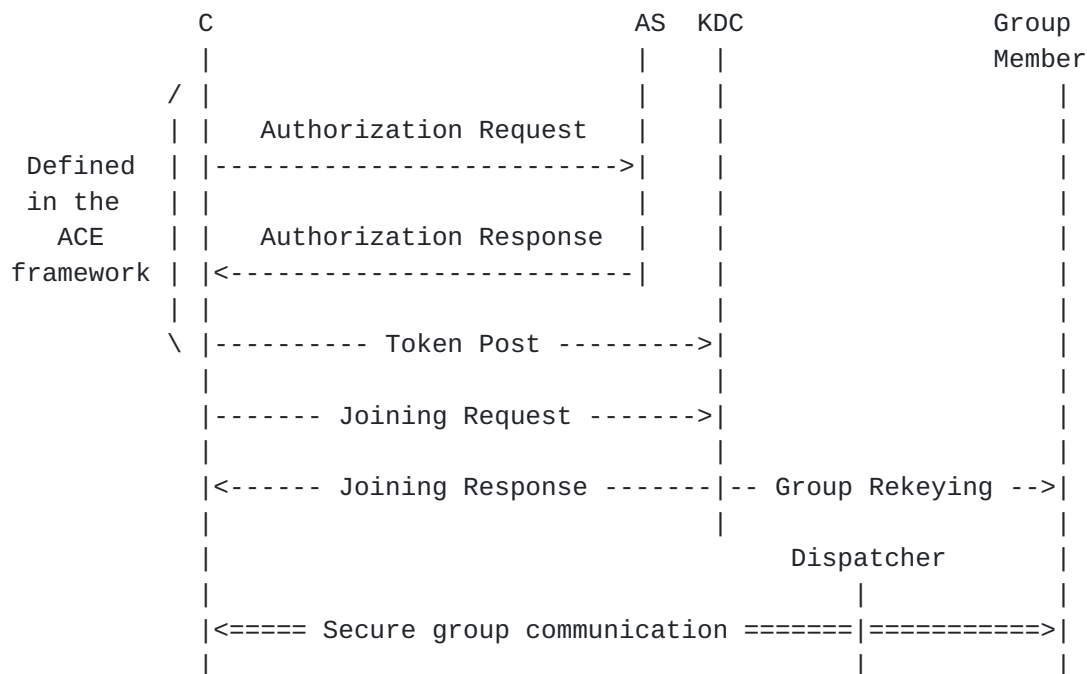 C AS KDC Group
Member
Authorization Request
Defined
in the
ACE Authorization Response
framework
Token Post
Joining Request
Joining Response Group Rekeying
Dispatcher
Secure group communication